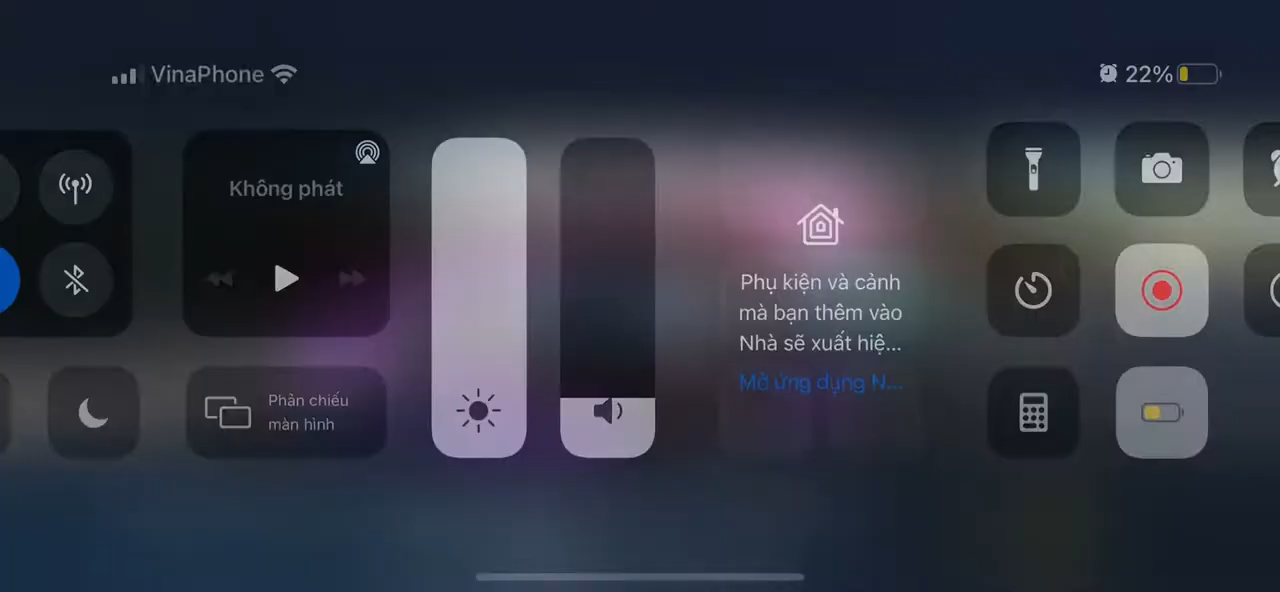 VinaPhone
22%
Không phát
Phản chiếu
màn hình
Phụ kiện và cảnh
mà bạn thêm vào
Nhà sẽ xuất hiệ...
Mở ứng dụng N...